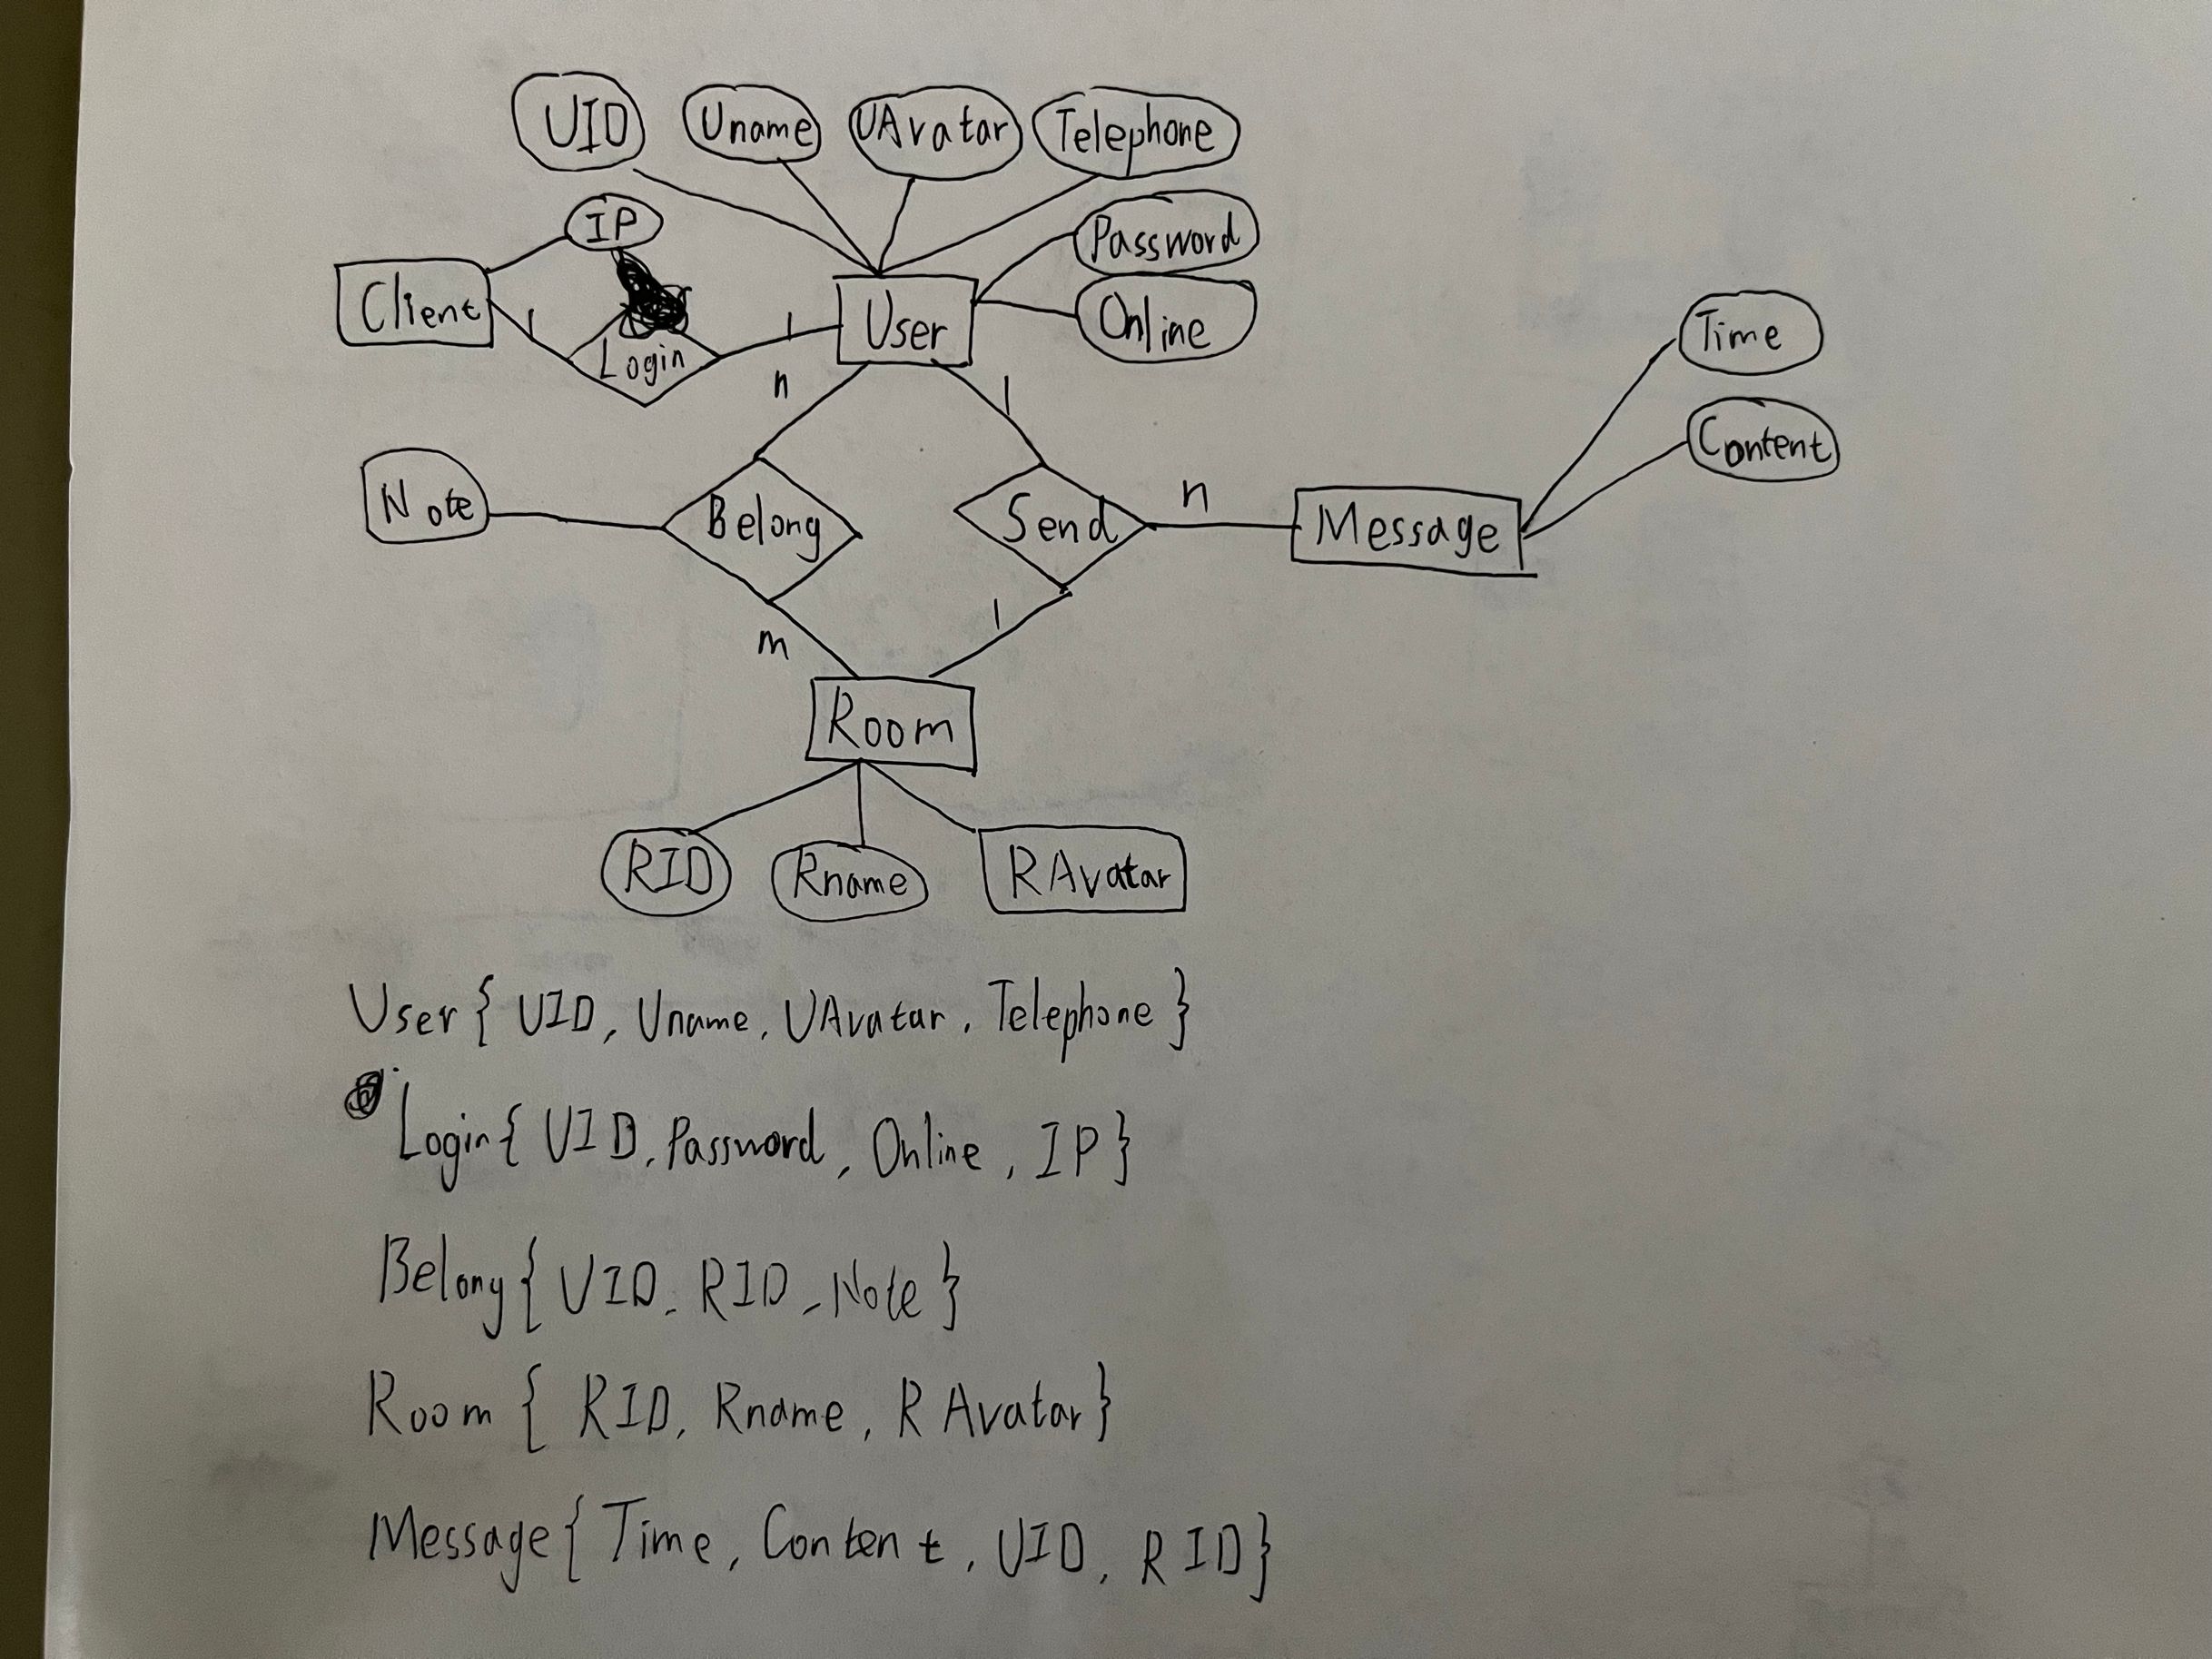 UID Uname UAvatar Telephone
IP Password
Client Login User Online Time
1 1
n 1 Content
Note Belong Send n Message
m 1
Room
RID Rname RAvatar
User { UID, Uname, UAvatar, Telephone }
Login { UID, Password, Online, IP }
Belong { UID, RID, Note }
Room { RID, Rname, RAvatar }
Message { Time, Content, UID, RID }